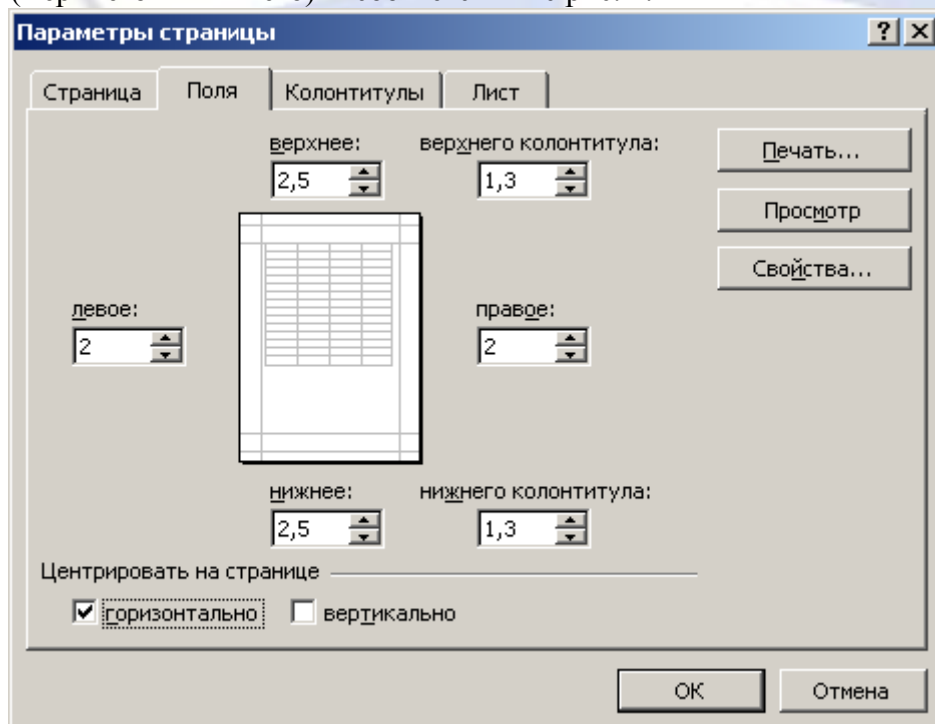 Параметры страницы
Страница Поля Колонтитулы Лист
верхнее: верхнего колонтитула:
2,5 1,3
Печать...
Просмотр
Свойства...
левое: правое:
2 2
нижнее: нижнего колонтитула:
2,5 1,3
Центрировать на странице
горизонтально вертикально
ОК Отмена